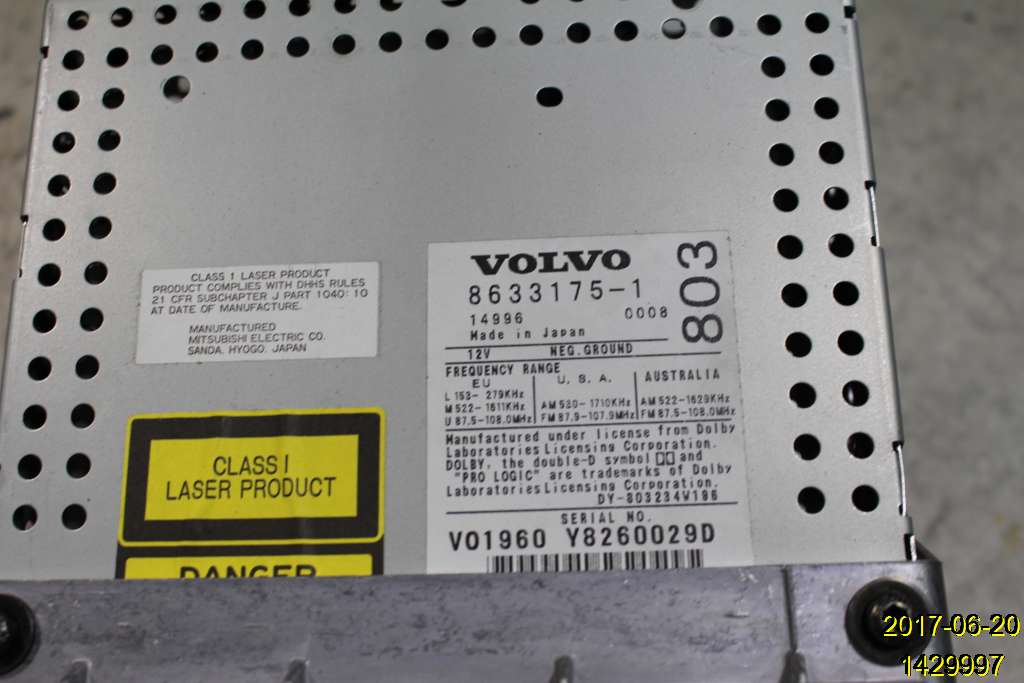 CLASS 1 LASER PRODUCT
PRODUCT COMPLIES WITH DHHS RULES
21 CFR SUBCHAPTER J PART 1040:10
AT DATE OF MANUFACTURE.
MANUFACTURED
MITSUBISHI ELECTRIC CO.
SANDA, HYOGO, JAPAN
CLASS I
LASER PRODUCT
DANGER
VOLVO
8633175-1
803
14996 0008
Made in Japan
12V NEG.GROUND
FREQUENCY RANGE
EU U.S.A. AUSTRALIA
L 153- 279KHz
M 522-1611KHz AM 530-1710KHz AM 522-1629KHz
U 87.5-108.0MHz FM 87.9-107.9MHz FM 87.5-108.0MHz
Manufactured under license from Dolby
Laboratories Licensing Corporation.
DOLBY, the double-D symbol and
"PRO LOGIC" are trademarks of Dolby
Laboratories Licensing Corporation.
DY-803234W196
SERIAL NO.
VO1960 Y8260029D
2017-06-20
1429997